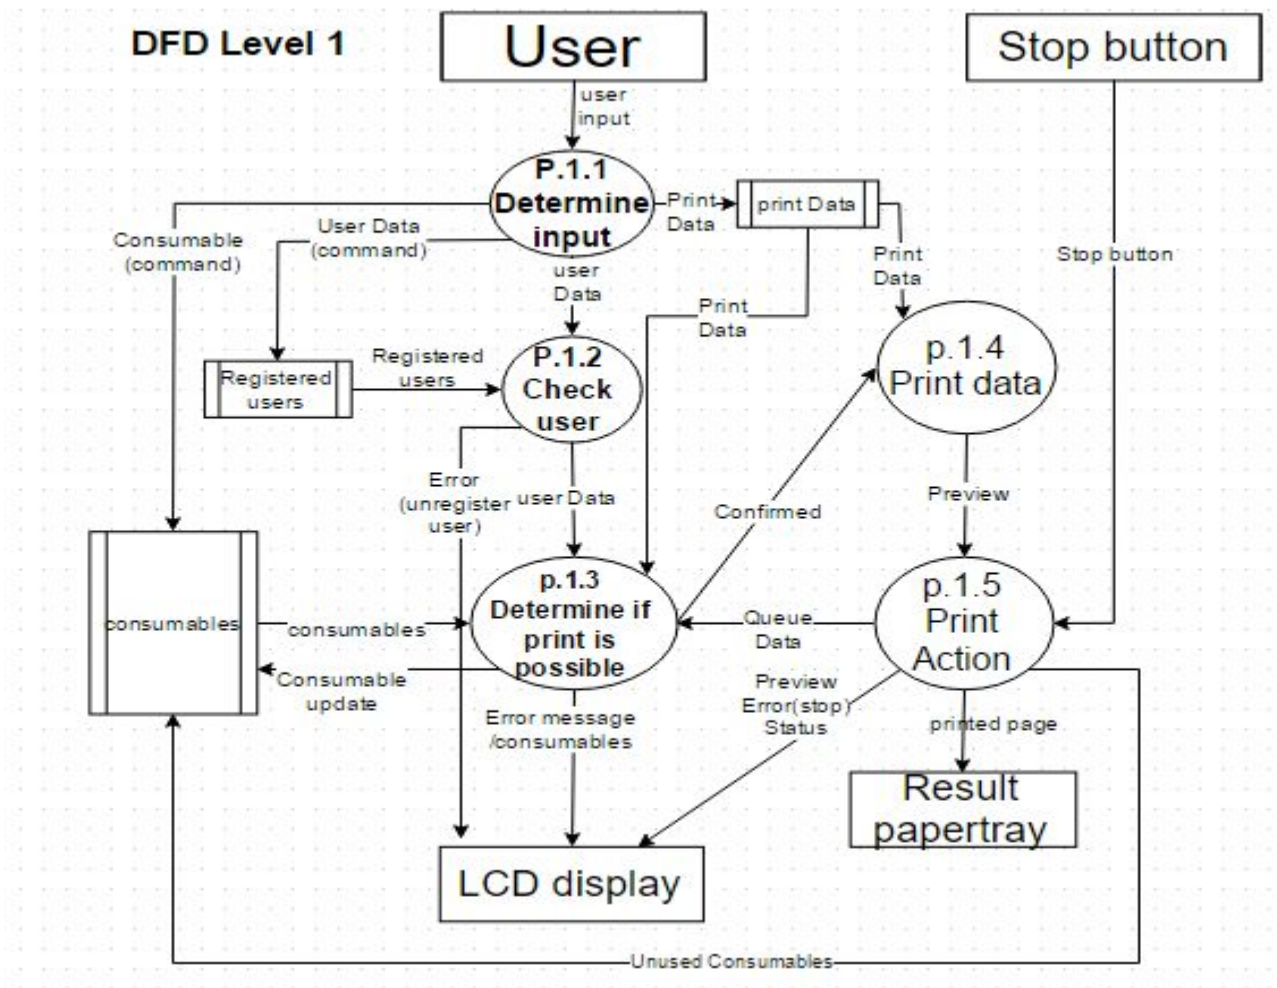 DFD Level 1
User
Stop button
user
input
P.1.1
Determine
input
Print
Data
print Data
Consumable
(command)
User Data
(command)
user
Data
Print
Data
Stop button
Print
Data
p.1.4
Print data
P.1.2
Check
user
Registered
users
Registered
users
Error
(unregister
user)
user Data
Confirmed
Preview
p.1.3
Determine if
print is
possible
p.1.5
Print
Action
consumables
consumables
Queue
Data
Consumable
update
Preview
Error(stop)
Status
Error message
/consumables
printed page
Result
papertray
LCD display
Unused Consumables